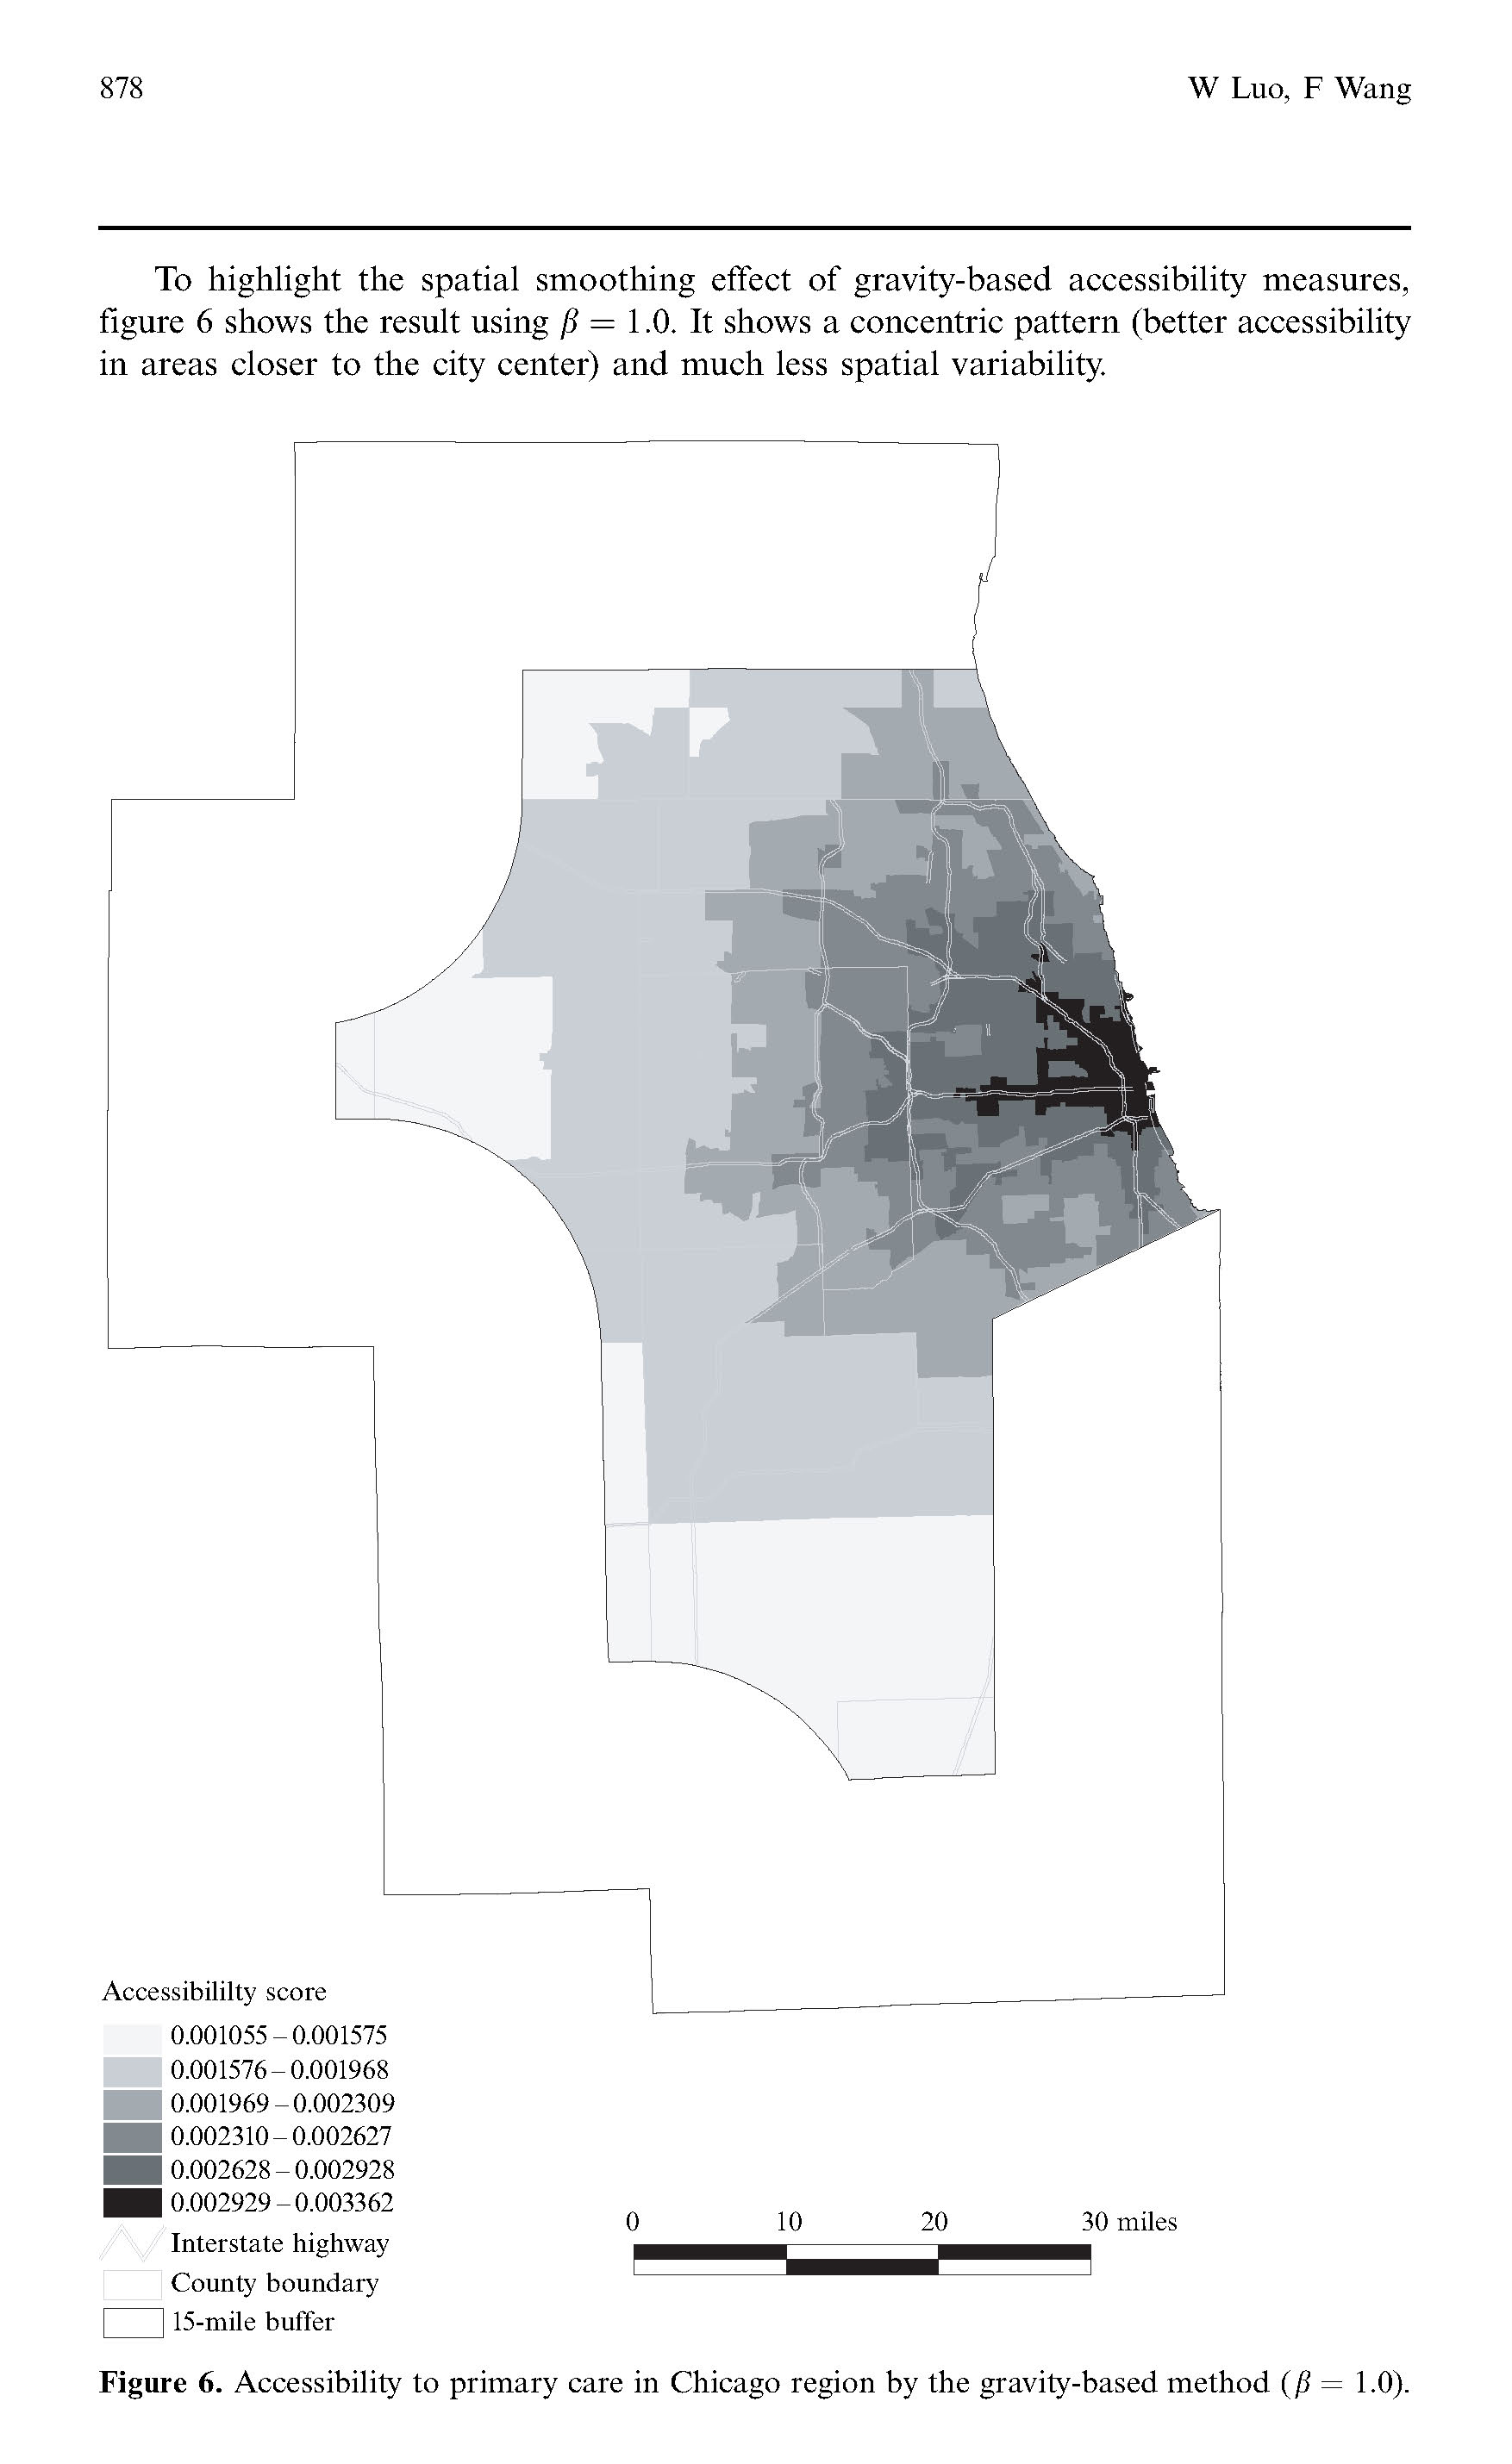 878
W Luo, F Wang
To highlight the spatial smoothing effect of gravity-based accessibility measures,
figure 6 shows the result using β = 1.0. It shows a concentric pattern (better accessibility
in areas closer to the city center) and much less spatial variability.
Accessibililty score
0.001055 – 0.001575
0.001576 – 0.001968
0.001969 – 0.002309
0.002310 – 0.002627
0.002628 – 0.002928
0.002929 – 0.003362
Interstate highway
County boundary
15-mile buffer
0 10 20 30 miles
Figure 6. Accessibility to primary care in Chicago region by the gravity-based method (β = 1.0).